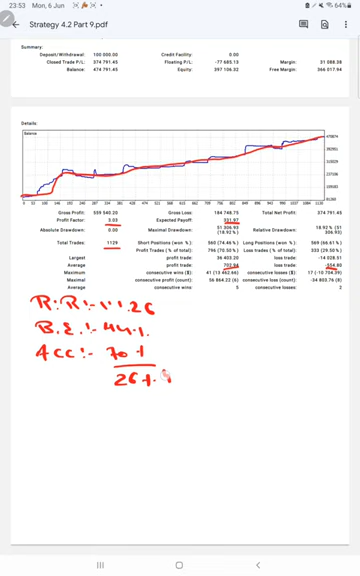 23:53 Mon, 6 Jun 64%
Strategy 4.2 Part 9.pdf
Summary:
Deposit/Withdrawal: 100 000.00 Credit Facility: 0.00
Closed Trade P/L: 374 791.45 Floating P/L: -77 685.13 Margin: 31 088.38
Balance: 474 791.45 Equity: 397 106.32 Free Margin: 366 017.94
Details:
Balance
Gross Profit: 559 540.20 Gross Loss: 184 748.75 Total Net Profit: 374 791.45
Profit Factor: 3.03 Expected Payoff: 331.97
Absolute Drawdown: 0.00 Maximal Drawdown: 51 306.93 (18.92 %) Relative Drawdown: 18.92 % (51 306.93)
Total Trades: 1129 Short Positions (won %): 560 (74.46 %) Long Positions (won %): 569 (66.61 %)
Profit Trades (% of total): 796 (70.50 %) Loss trades (% of total): 333 (29.50 %)
Largest profit trade: 36 403.20 loss trade: -14 028.51
Average profit trade: 702.94 loss trade: -554.80
Maximum consecutive wins ($): 41 (13 462.66) consecutive losses ($): 17 (-10 704.39)
Maximal consecutive profit (count): 56 864.22 (6) consecutive loss (count): -34 803.76 (8)
Average consecutive wins: 5 consecutive losses: 2
R:R:- 1:1.26
B.E:- 44%
Acc:- 70%
26%